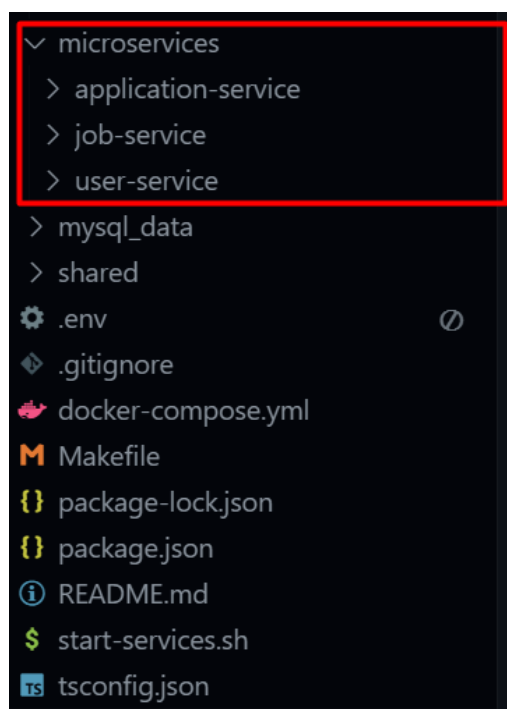 microservices
application-service
job-service
user-service
mysql_data
shared
.env
.gitignore
docker-compose.yml
M Makefile
{} package-lock.json
{} package.json
README.md
$ start-services.sh
TS tsconfig.json